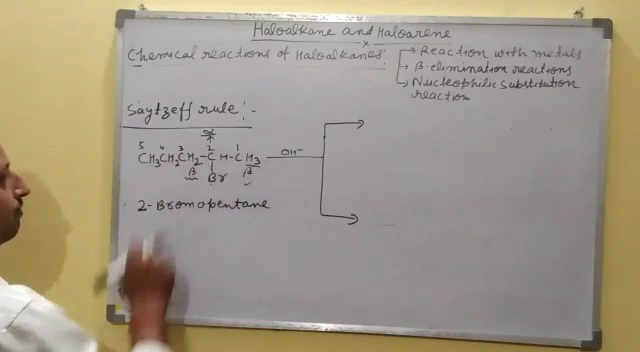 Haloalkane and Haloarene
x
Chemical reactions of Haloalkanes:
→ Reaction with metals
→ β-elimination reactions
→ Nucleophilic substitution
reaction
Saytzeff rule:-
α
5 4 3 2 1
CH3CH2CH2-CH-CH3 OH-
β Br β
2-Bromopentane